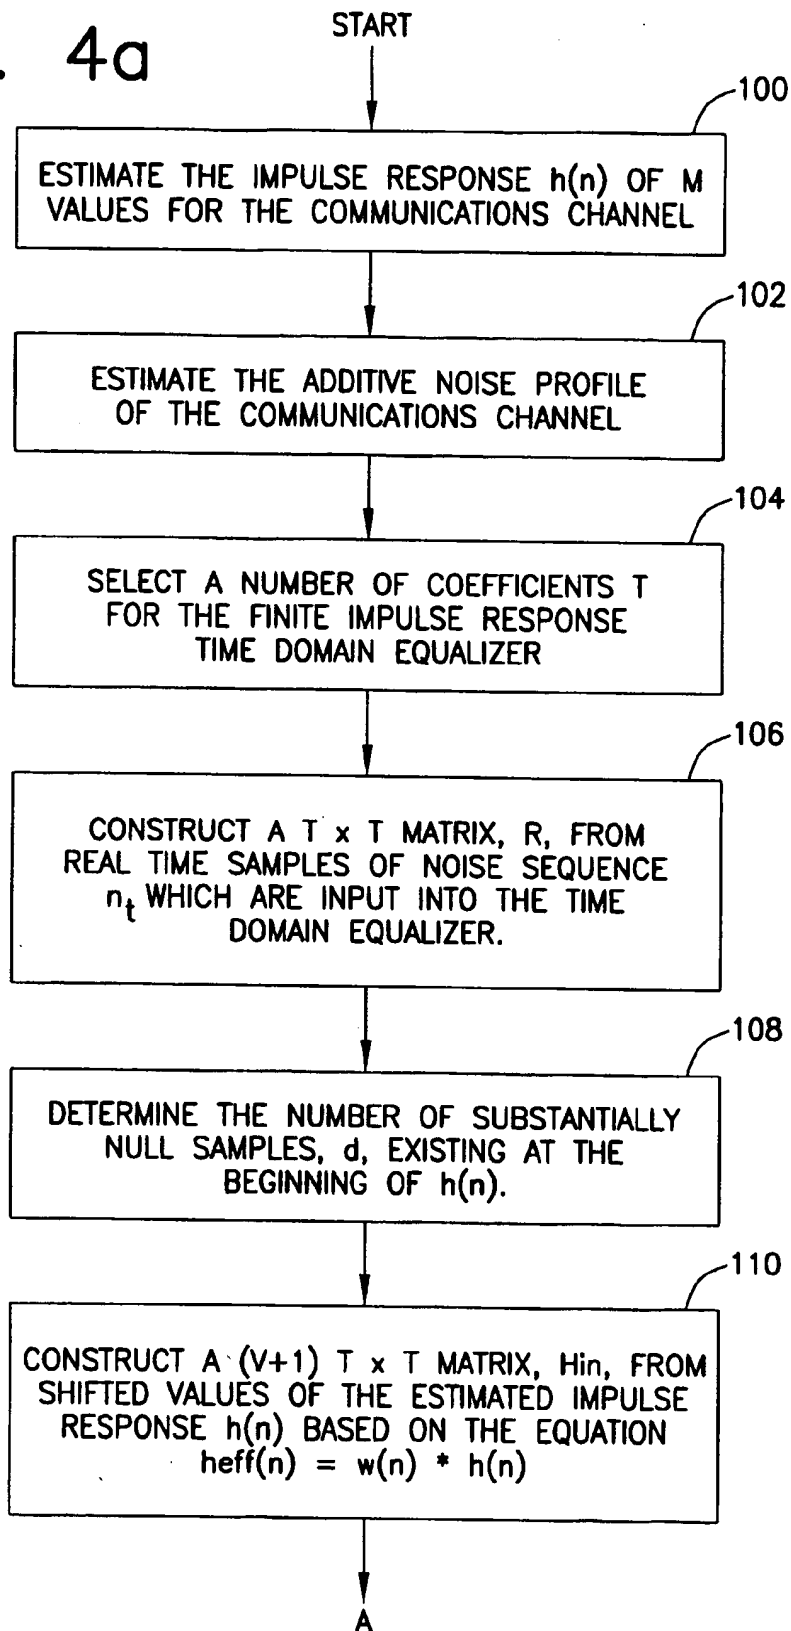 . 4a
START
100
ESTIMATE THE IMPULSE RESPONSE h(n) OF M
VALUES FOR THE COMMUNICATIONS CHANNEL
102
ESTIMATE THE ADDITIVE NOISE PROFILE
OF THE COMMUNICATIONS CHANNEL
104
SELECT A NUMBER OF COEFFICIENTS T
FOR THE FINITE IMPULSE RESPONSE
TIME DOMAIN EQUALIZER
106
CONSTRUCT A T x T MATRIX, R, FROM
REAL TIME SAMPLES OF NOISE SEQUENCE
nt WHICH ARE INPUT INTO THE TIME
DOMAIN EQUALIZER.
108
DETERMINE THE NUMBER OF SUBSTANTIALLY
NULL SAMPLES, d, EXISTING AT THE
BEGINNING OF h(n).
110
CONSTRUCT A (V+1) T x T MATRIX, Hin, FROM
SHIFTED VALUES OF THE ESTIMATED IMPULSE
RESPONSE h(n) BASED ON THE EQUATION
heff(n) = w(n) * h(n)
A